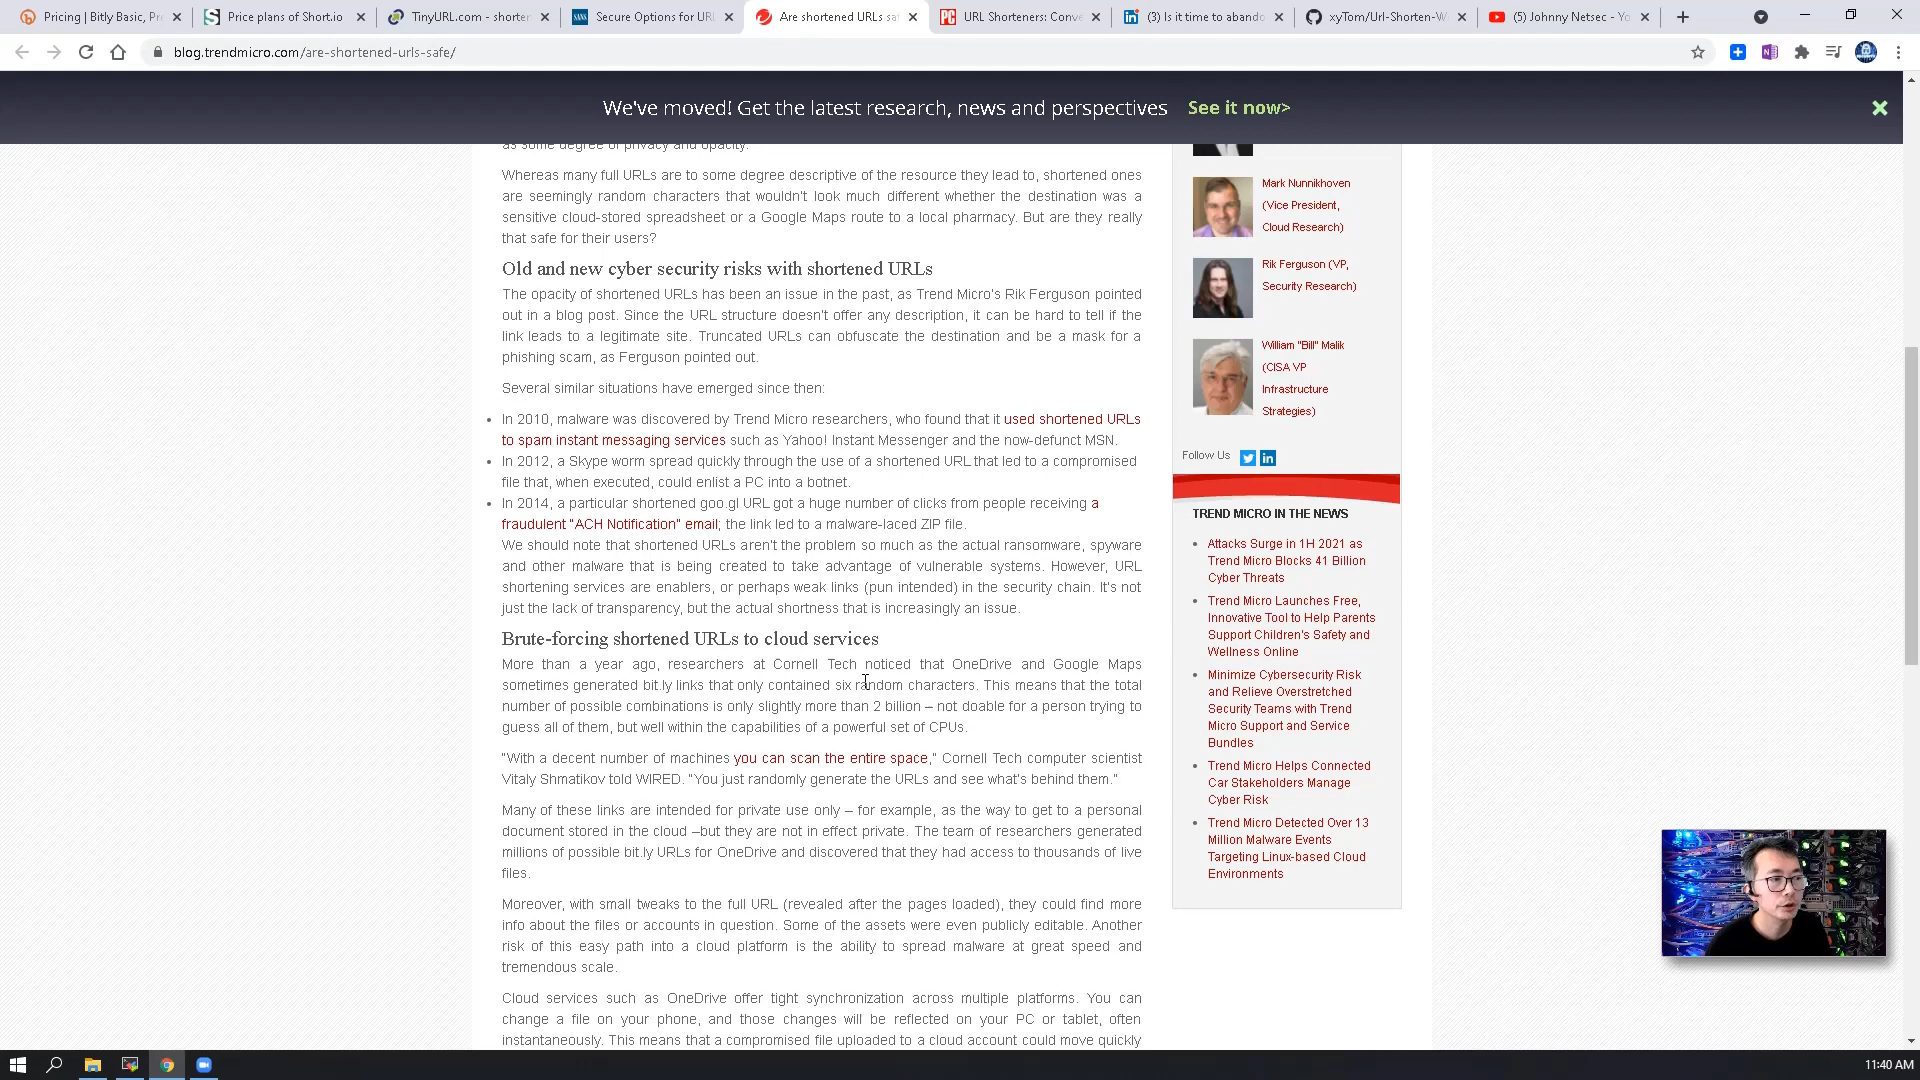 Pricing | Bitly Basic, Pr
Price plans of Short.io
TinyURL.com - shorten
Secure Options for URL
Are shortened URLs saf
URL Shorteners: Conve
(3) Is it time to abando
xyTom/Url-Shorten-W
(5) Johnny Netsec - Yo
blog.trendmicro.com/are-shortened-urls-safe/
We've moved! Get the latest research, news and perspectives See it now>
as some degree of privacy and opacity.
Whereas many full URLs are to some degree descriptive of the resource they lead to, shortened ones
are seemingly random characters that wouldn't look much different whether the destination was a
sensitive cloud-stored spreadsheet or a Google Maps route to a local pharmacy. But are they really
that safe for their users?
Old and new cyber security risks with shortened URLs
The opacity of shortened URLs has been an issue in the past, as Trend Micro's Rik Ferguson pointed
out in a blog post. Since the URL structure doesn't offer any description, it can be hard to tell if the
link leads to a legitimate site. Truncated URLs can obfuscate the destination and be a mask for a
phishing scam, as Ferguson pointed out.
Several similar situations have emerged since then:
• In 2010, malware was discovered by Trend Micro researchers, who found that it used shortened URLs
to spam instant messaging services such as Yahoo! Instant Messenger and the now-defunct MSN.
• In 2012, a Skype worm spread quickly through the use of a shortened URL that led to a compromised
file that, when executed, could enlist a PC into a botnet.
• In 2014, a particular shortened goo.gl URL got a huge number of clicks from people receiving a
fraudulent "ACH Notification" email; the link led to a malware-laced ZIP file.
We should note that shortened URLs aren't the problem so much as the actual ransomware, spyware
and other malware that is being created to take advantage of vulnerable systems. However, URL
shortening services are enablers, or perhaps weak links (pun intended) in the security chain. It's not
just the lack of transparency, but the actual shortness that is increasingly an issue.
Brute-forcing shortened URLs to cloud services
More than a year ago, researchers at Cornell Tech noticed that OneDrive and Google Maps
sometimes generated bit.ly links that only contained six random characters. This means that the total
number of possible combinations is only slightly more than 2 billion – not doable for a person trying to
guess all of them, but well within the capabilities of a powerful set of CPUs.
"With a decent number of machines you can scan the entire space," Cornell Tech computer scientist
Vitaly Shmatikov told WIRED. "You just randomly generate the URLs and see what's behind them."
Many of these links are intended for private use only – for example, as the way to get to a personal
document stored in the cloud –but they are not in effect private. The team of researchers generated
millions of possible bit.ly URLs for OneDrive and discovered that they had access to thousands of live
files.
Moreover, with small tweaks to the full URL (revealed after the pages loaded), they could find more
info about the files or accounts in question. Some of the assets were even publicly editable. Another
risk of this easy path into a cloud platform is the ability to spread malware at great speed and
tremendous scale.
Cloud services such as OneDrive offer tight synchronization across multiple platforms. You can
change a file on your phone, and those changes will be reflected on your PC or tablet, often
instantaneously. This means that a compromised file uploaded to a cloud account could move quickly
Mark Nunnikhoven
(Vice President,
Cloud Research)
Rik Ferguson (VP,
Security Research)
William "Bill" Malik
(CISA VP
Infrastructure
Strategies)
Follow Us
TREND MICRO IN THE NEWS
• Attacks Surge in 1H 2021 as
Trend Micro Blocks 41 Billion
Cyber Threats
• Trend Micro Launches Free,
Innovative Tool to Help Parents
Support Children's Safety and
Wellness Online
• Minimize Cybersecurity Risk
and Relieve Overstretched
Security Teams with Trend
Micro Support and Service
Bundles
• Trend Micro Helps Connected
Car Stakeholders Manage
Cyber Risk
• Trend Micro Detected Over 13
Million Malware Events
Targeting Linux-based Cloud
Environments
11:40 AM